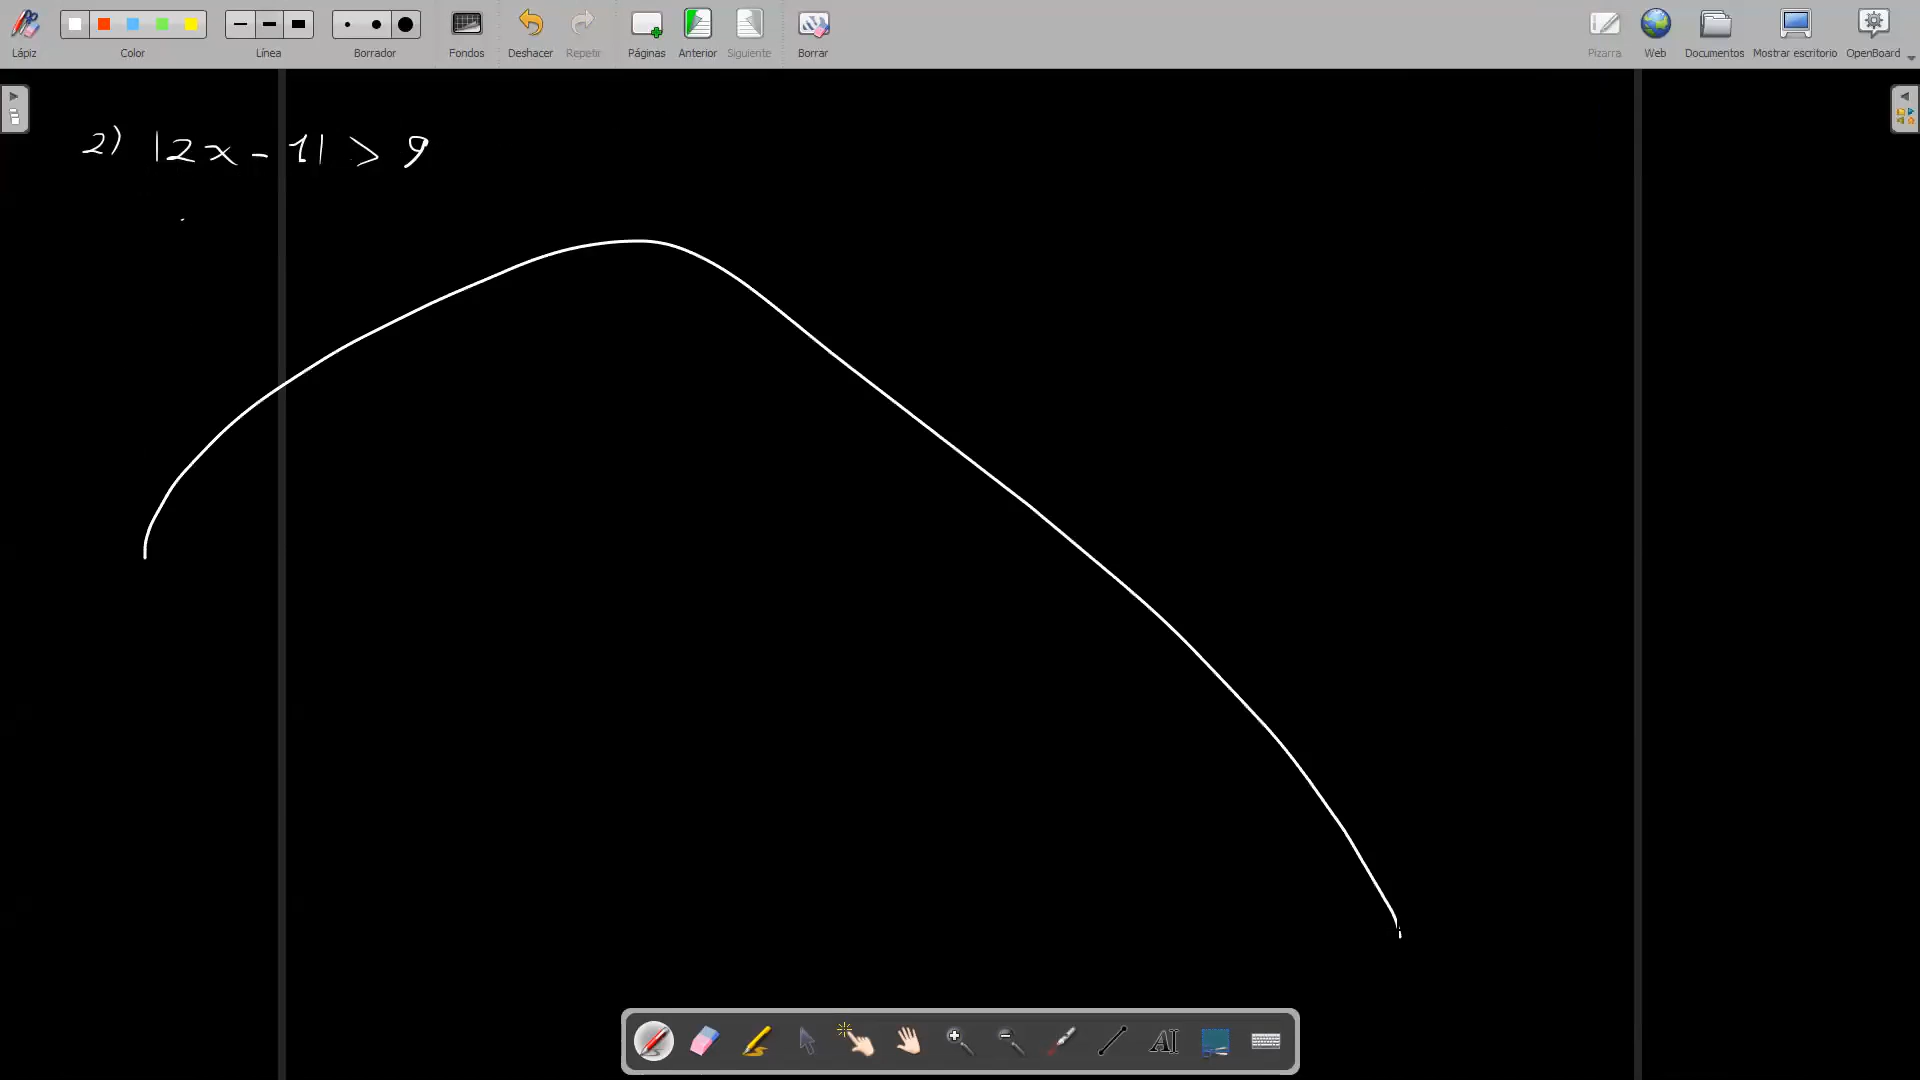 Lápiz Color Línea Borrador Fondos Deshacer Repetir Páginas Anterior Siguiente Borrar Pizarra Web Documentos Mostrar escritorio OpenBoard
2) |2x - 1| > 9
AI